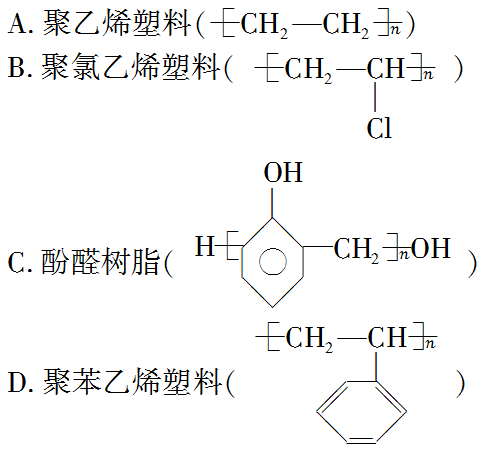 A. 聚乙烯塑料(⁅CH₂—CH₂⁆ₙ)
B. 聚氯乙烯塑料( ⁅CH₂—CH⁆ₙ )
Cl
OH
C. 酚醛树脂( H⁅ —CH₂⁆ₙOH )
D. 聚苯乙烯塑料( ⁅CH₂—CH⁆ₙ )